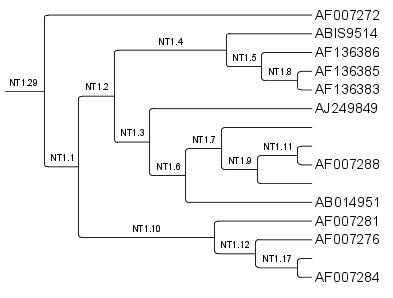 AF007272
ABIS9514
NT1.4
AF136386
NT1.5
AF136385
NT1.8
NT1.29
NT1.2
AF136383
AJ249849
NT1.3
NT1.7
NT1.11
NT1.1
NT1.6
NT1.9
AF007288
AB014951
AF007281
NT1.10
AF007276
NT1.12
NT1.17
AF007284